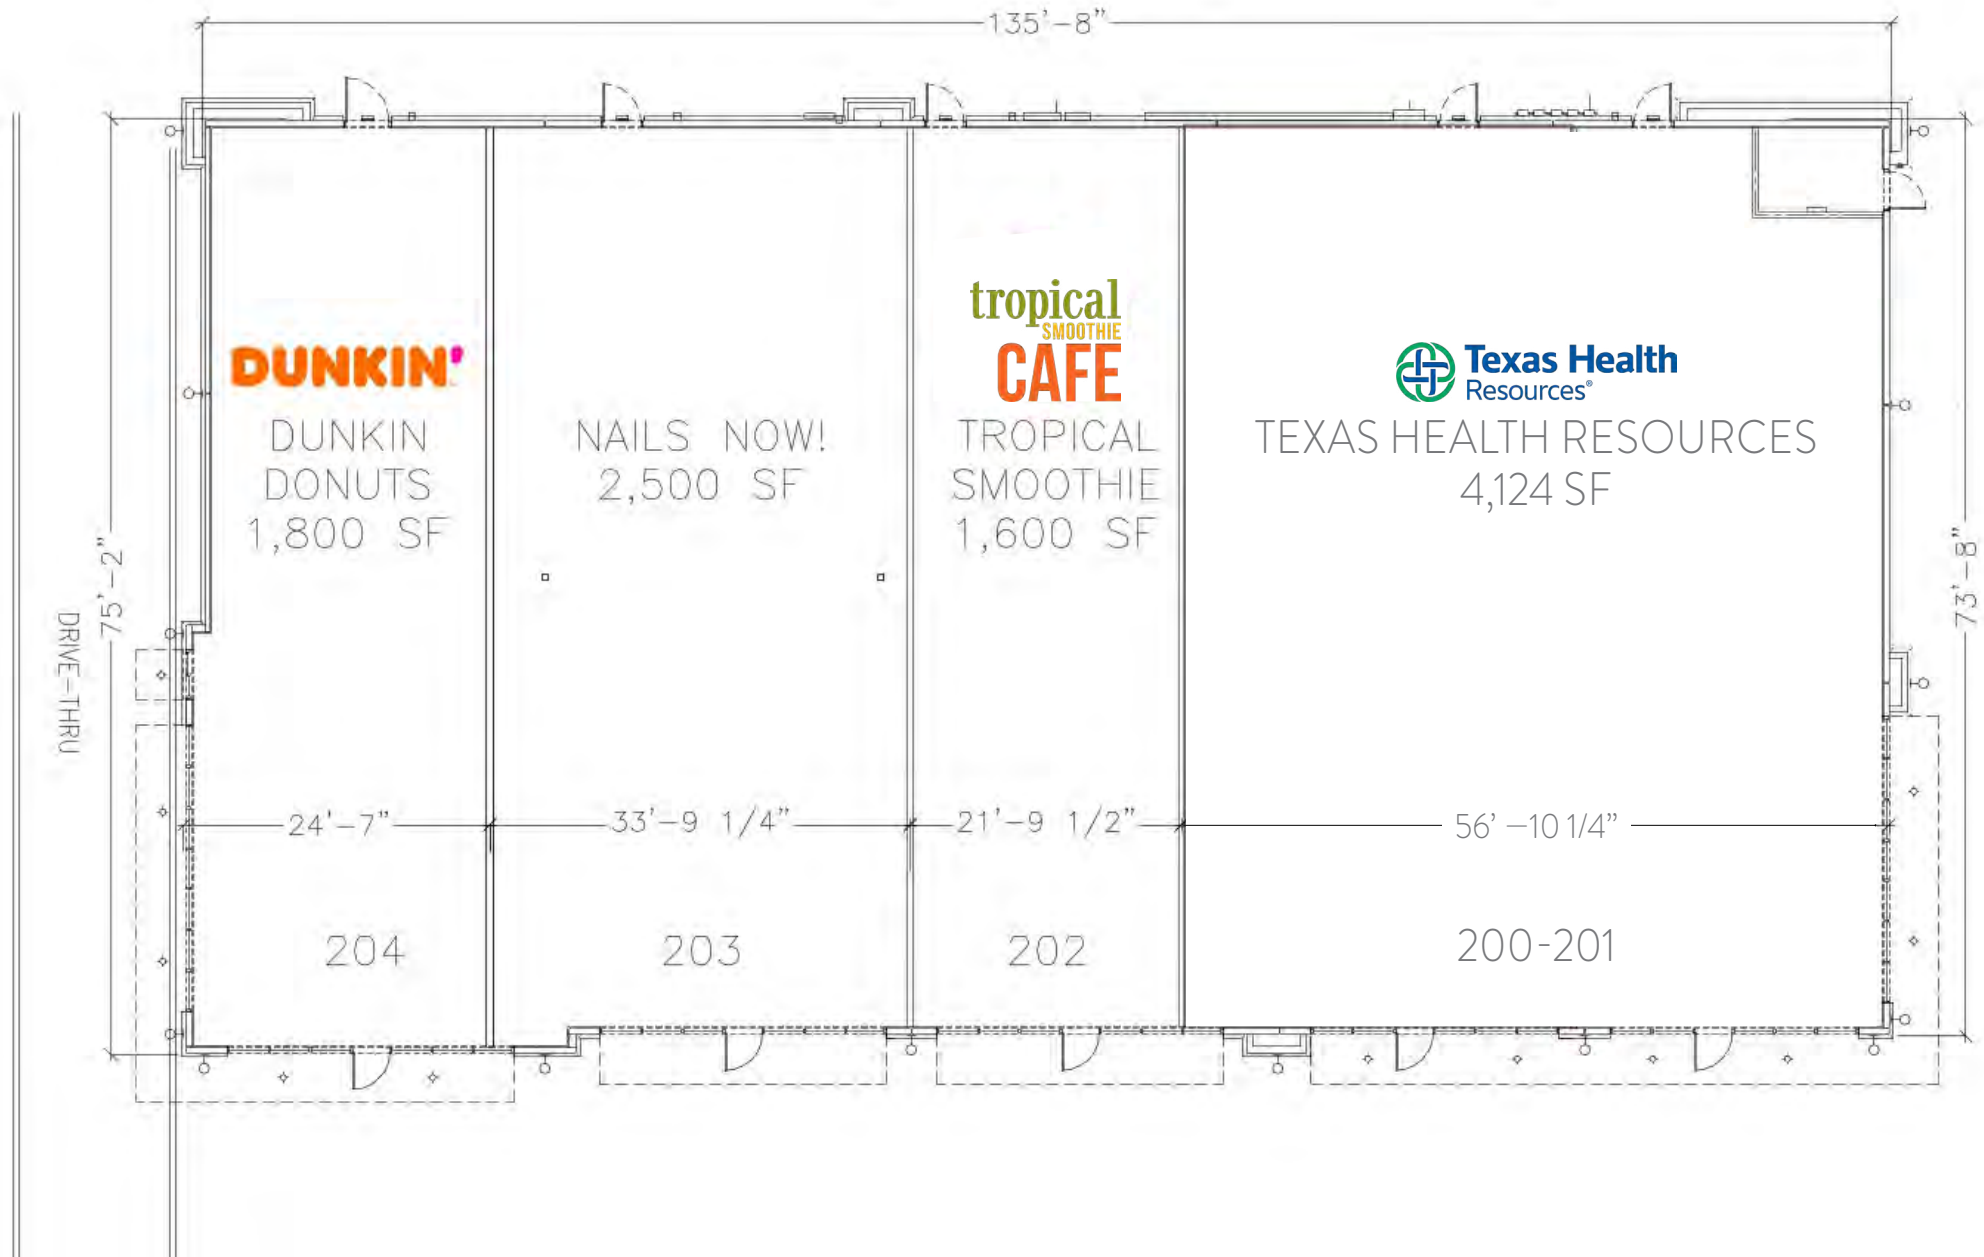 135'-8"
DUNKIN'
DUNKIN
DONUTS
1,800 SF
NAILS NOW!
2,500 SF
tropical
SMOOTHIE
CAFE
TROPICAL
SMOOTHIE
1,600 SF
Texas Health
Resources®
TEXAS HEALTH RESOURCES
4,124 SF
75'-2"
73'-8"
DRIVE-THRU
24'-7"
33'-9 1/4"
21'-9 1/2"
56' -10 1/4"
204
203
202
200-201